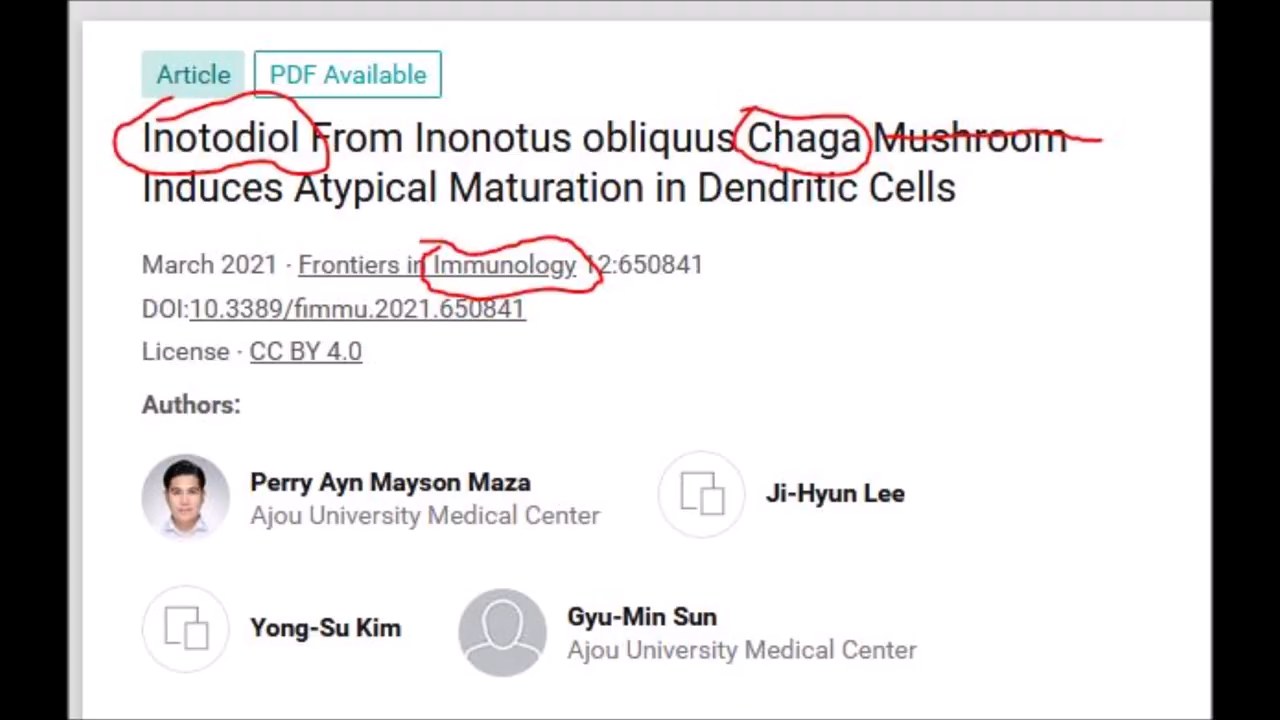 Article PDF Available
Inotodiol From Inonotus obliquus Chaga Mushroom
Induces Atypical Maturation in Dendritic Cells
March 2021 · Frontiers in Immunology 12:650841
DOI:10.3389/fimmu.2021.650841
License · CC BY 4.0
Authors:
Perry Ayn Mayson Maza
Ajou University Medical Center
Ji-Hyun Lee
Yong-Su Kim
Gyu-Min Sun
Ajou University Medical Center